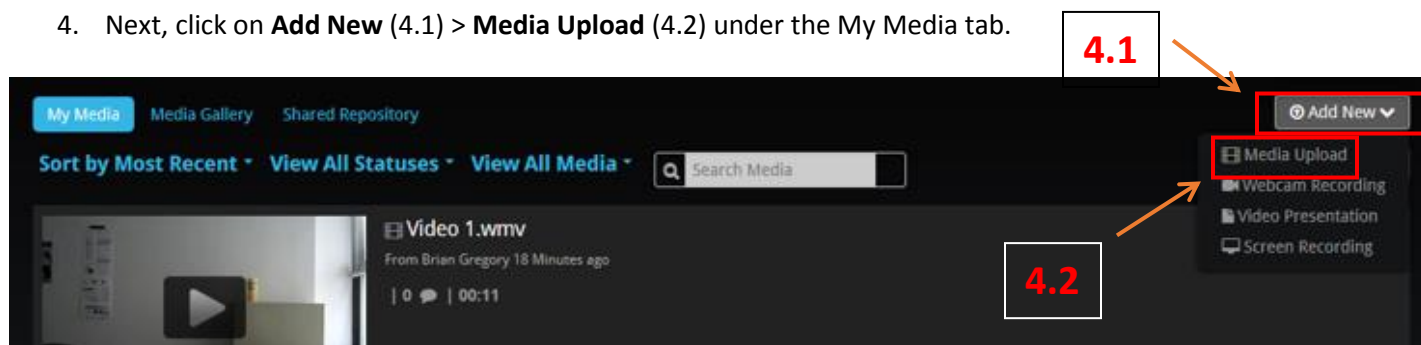 4. Next, click on Add New (4.1) > Media Upload (4.2) under the My Media tab.
4.1
My Media Media Gallery Shared Repository Add New
Sort by Most Recent View All Statuses View All Media Search Media
Media Upload
Webcam Recording
Video Presentation
Screen Recording
Video 1.wmv
From Brian Gregory 18 Minutes ago
| 0 | 00:11
4.2